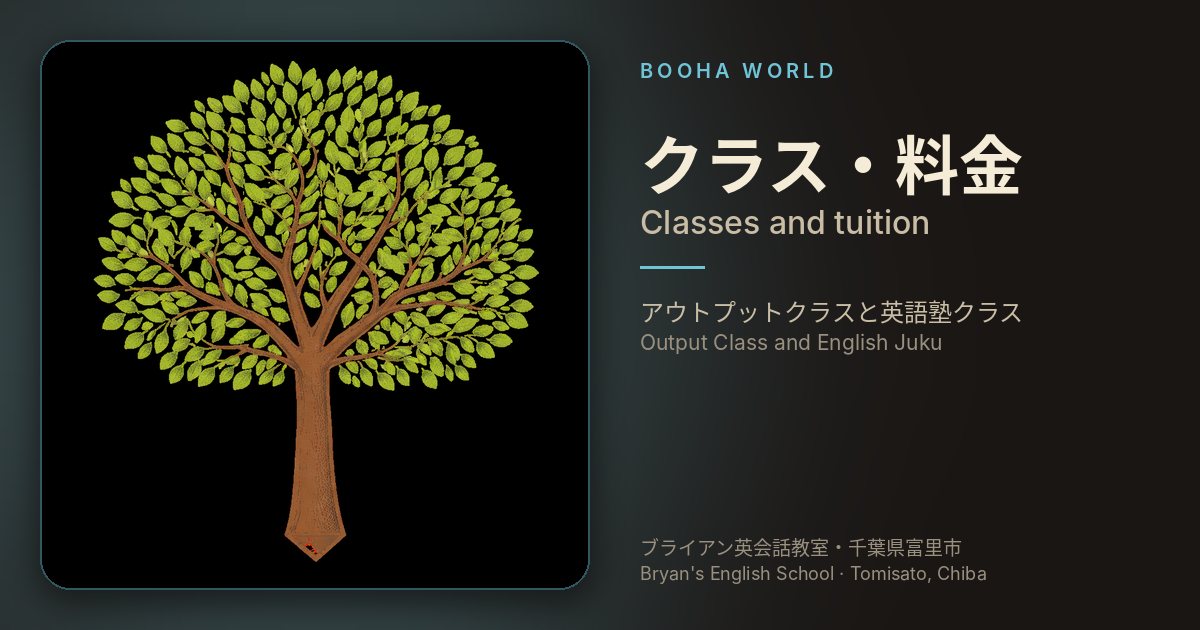 BOOHA WORLD
クラス・料金
Classes and tuition
アウトプットクラスと英語塾クラス
Output Class and English Juku
ブライアン英会話教室・千葉県富里市
Bryan's English School · Tomisato, Chiba